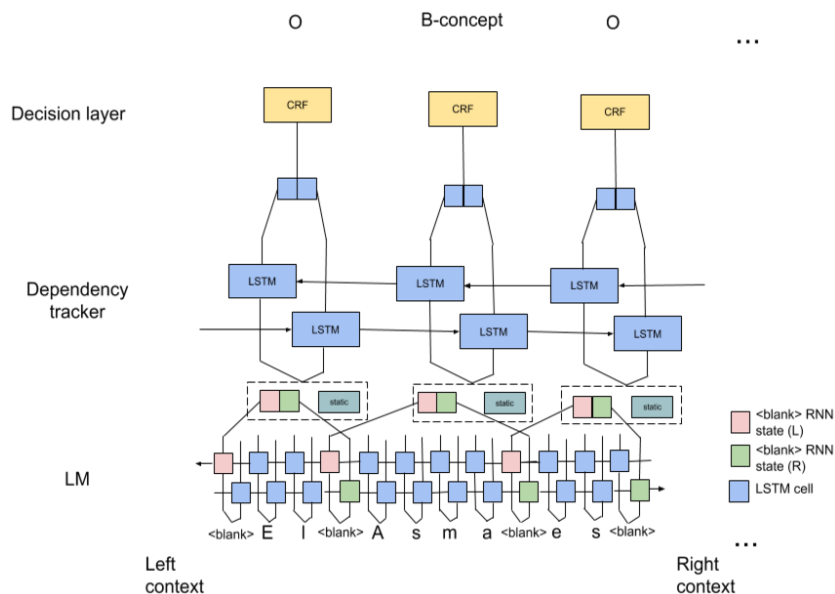 O B-concept O ...
Decision layer
CRF CRF CRF
LSTM LSTM LSTM
Dependency
tracker
LSTM LSTM LSTM
static static static
<blank> RNN
state (L)
<blank> RNN
state (R)
LSTM cell
LM
<blank> E l <blank> A s m a <blank> e s <blank> ...
Left
context
Right
context